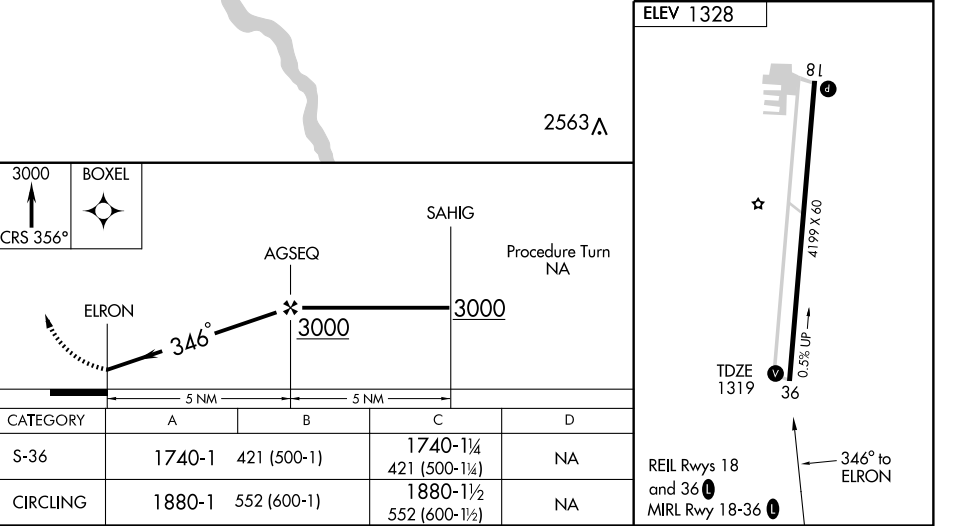 2563
3000
CRS 356°
BOXEL
SAHIG
AGSEQ
Procedure Turn
NA
ELRON
346°
3000
3000
5 NM
5 NM
CATEGORY A B C D
S-36 1740-1 421 (500-1) 1740-1¼ 421 (500-1¼) NA
CIRCLING 1880-1 552 (600-1) 1880-1½ 552 (600-1½) NA
ELEV 1328
18
P
4199 X 60
0.5% UP
TDZE
1319
V
36
346° to
ELRON
REIL Rwys 18
and 36 L
MIRL Rwy 18-36 L